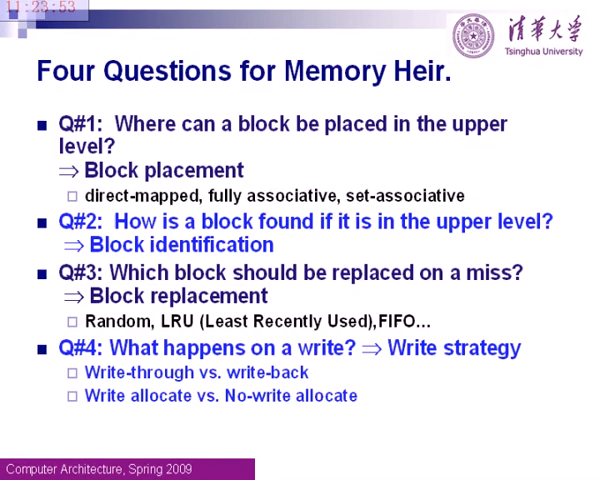 11:23:53
清华大学
Tsinghua University
Four Questions for Memory Heir.
Q#1: Where can a block be placed in the upper
level?
⇒ Block placement
direct-mapped, fully associative, set-associative
Q#2: How is a block found if it is in the upper level?
⇒ Block identification
Q#3: Which block should be replaced on a miss?
⇒ Block replacement
Random, LRU (Least Recently Used),FIFO…
Q#4: What happens on a write? ⇒ Write strategy
Write-through vs. write-back
Write allocate vs. No-write allocate
Computer Architecture, Spring 2009